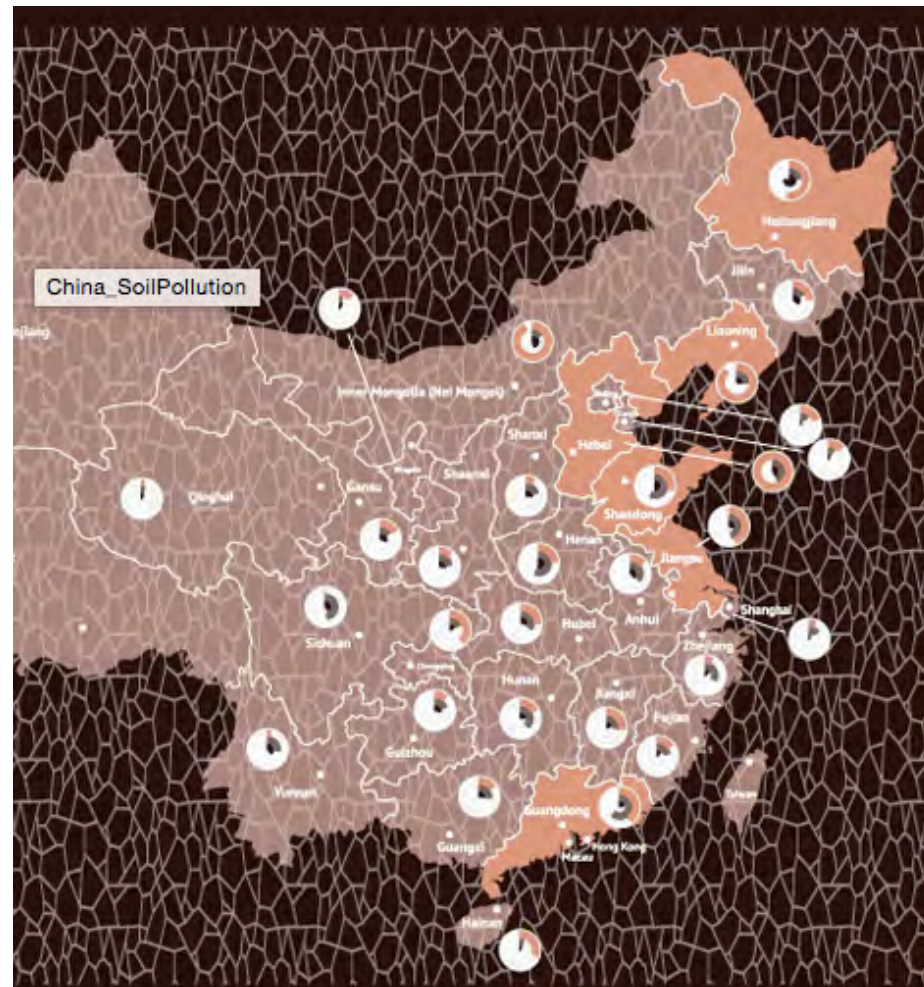 Heilongjiang
Jilin
China_SoilPollution
Liaoning
Inner Mongolia (Nei Mongol)
Shanxi
Hebei
Shaanxi
Gansu
Qinghai
Shandong
Henan
Jiangsu
Shanghai
Anhui
Hubei
Sichuan
Zhejiang
Chongqing
Hunan
Jiangxi
Fujian
Guizhou
Yunnan
Taiwan
Guangdong
Guangxi
Hong Kong
Macau
Hainan